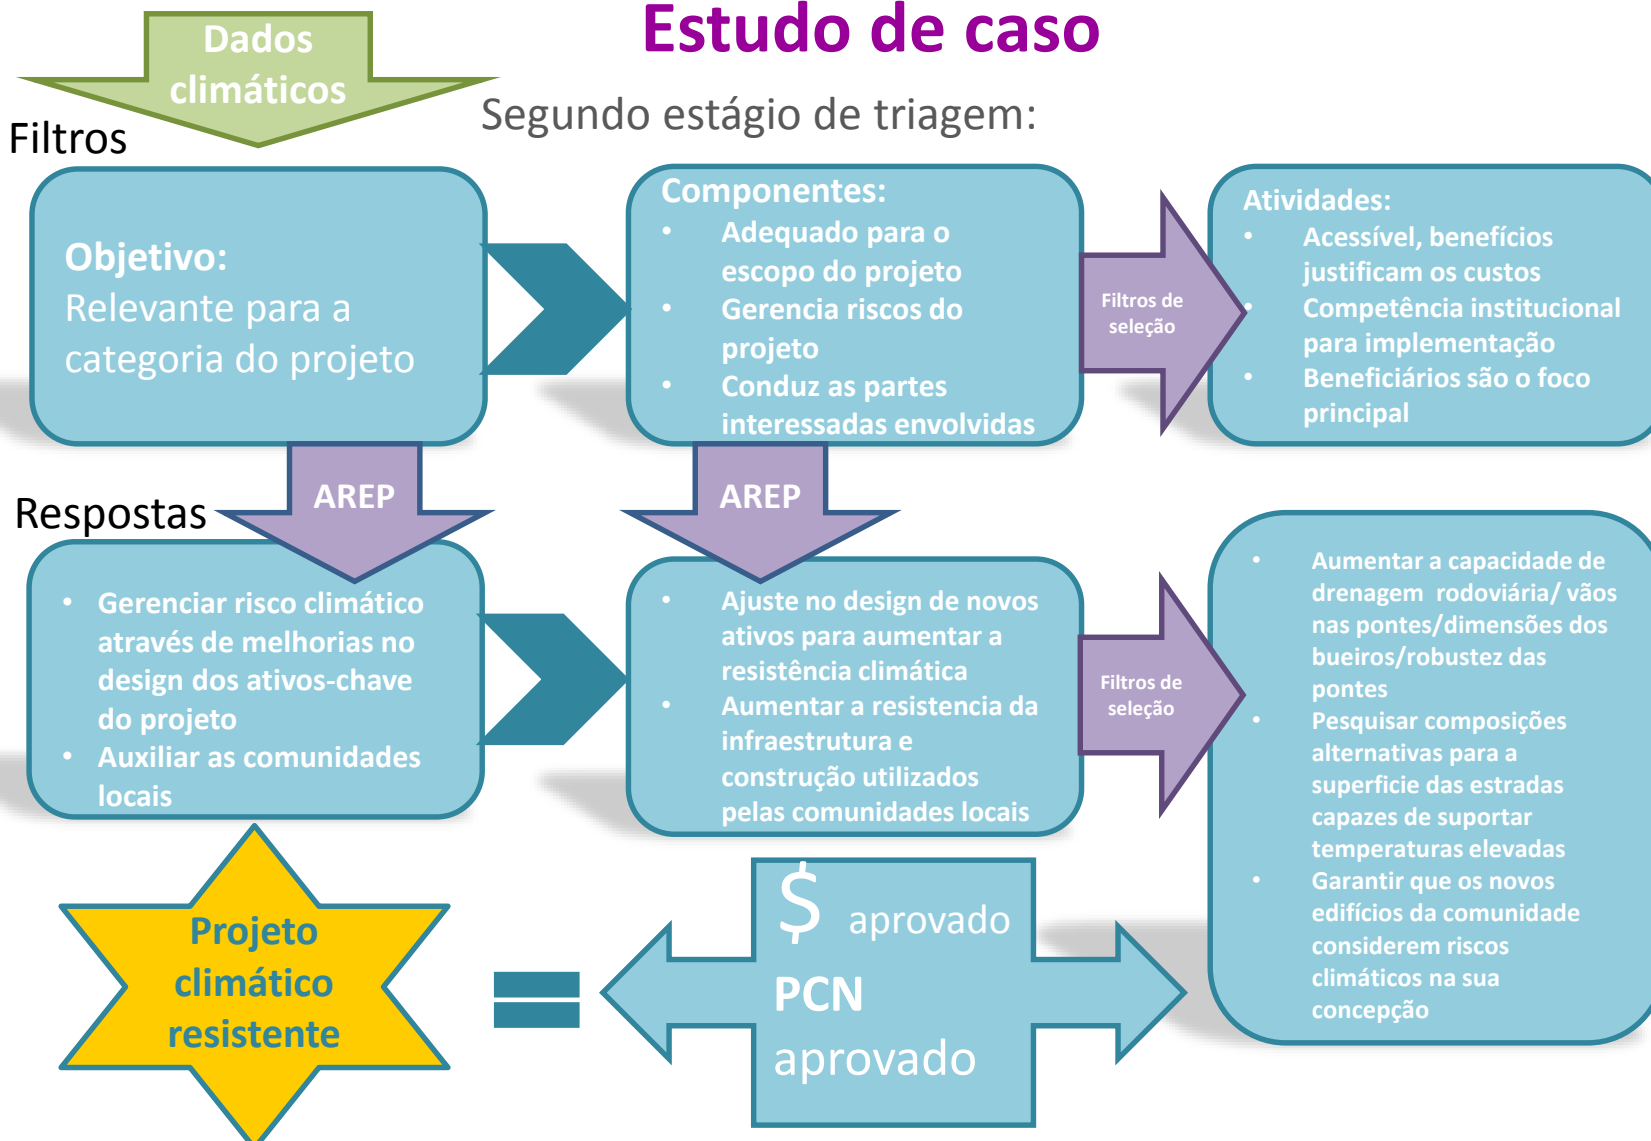 Estudo de caso
Dados
climáticos
Segundo estágio de triagem:
Filtros
Objetivo:
Relevante para a
categoria do projeto
Componentes:
• Adequado para o
escopo do projeto
• Gerencia riscos do
projeto
• Conduz as partes
interessadas envolvidas
Filtros de
seleção
Atividades:
• Acessível, benefícios
justificam os custos
• Competência institucional
para implementação
• Beneficiários são o foco
principal
AREP
AREP
Respostas
• Gerenciar risco climático
através de melhorias no
design dos ativos-chave
do projeto
• Auxiliar as comunidades
locais
• Ajuste no design de novos
ativos para aumentar a
resistência climática
• Aumentar a resistencia da
infraestrutura e
construção utilizados
pelas comunidades locais
Filtros de
seleção
• Aumentar a capacidade de
drenagem rodoviária/ vãos
nas pontes/dimensões dos
bueiros/robustez das
pontes
• Pesquisar composições
alternativas para a
superficie das estradas
capazes de suportar
temperaturas elevadas
• Garantir que os novos
edifícios da comunidade
considerem riscos
climáticos na sua
concepção
Projeto
climático
resistente
=
$ aprovado
PCN
aprovado